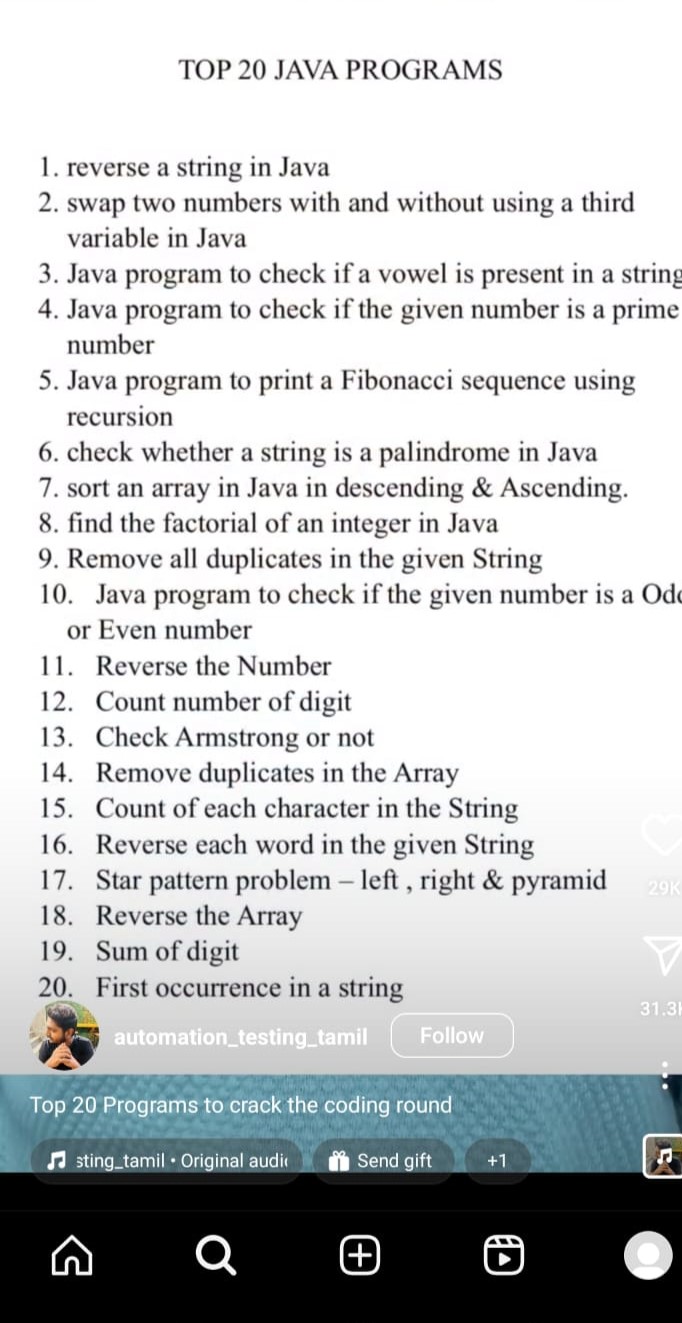 TOP 20 JAVA PROGRAMS
1. reverse a string in Java
2. swap two numbers with and without using a third
variable in Java
3. Java program to check if a vowel is present in a string
4. Java program to check if the given number is a prime
number
5. Java program to print a Fibonacci sequence using
recursion
6. check whether a string is a palindrome in Java
7. sort an array in Java in descending & Ascending.
8. find the factorial of an integer in Java
9. Remove all duplicates in the given String
10. Java program to check if the given number is a Odd
or Even number
11. Reverse the Number
12. Count number of digit
13. Check Armstrong or not
14. Remove duplicates in the Array
15. Count of each character in the String
16. Reverse each word in the given String
17. Star pattern problem – left , right & pyramid
29K
18. Reverse the Array
19. Sum of digit
20. First occurrence in a string
31.3K
automation_testing_tamil Follow
Top 20 Programs to crack the coding round
sting_tamil • Original audi Send gift +1